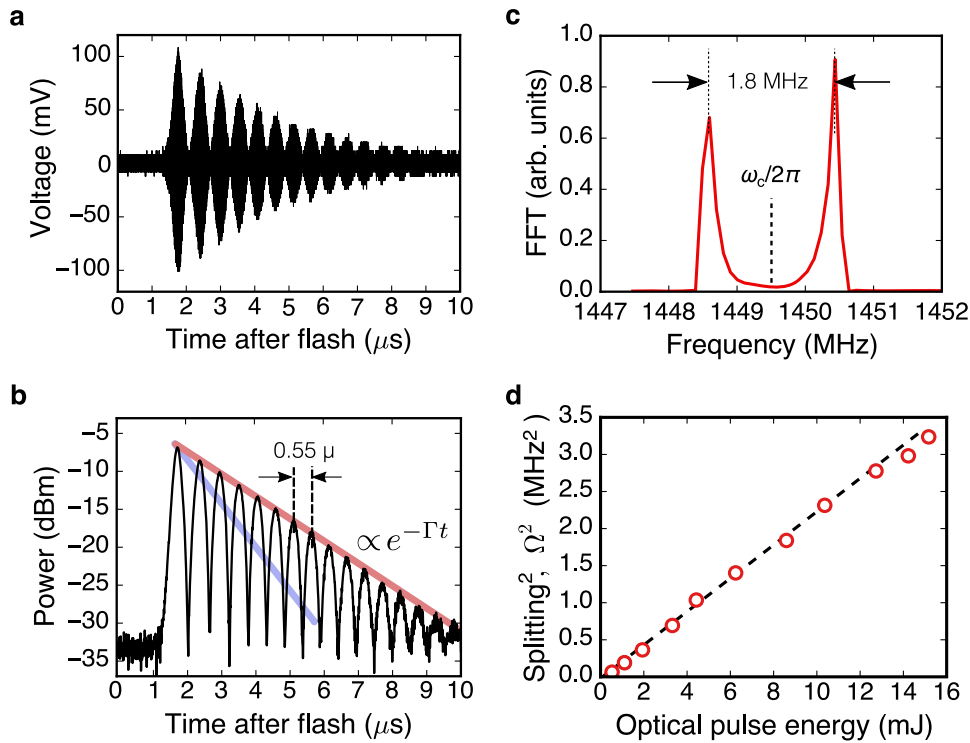 a
Voltage (mV)
100
50
0
−50
−100
0 1 2 3 4 5 6 7 8 9 10
Time after flash (μs)
c
FFT (arb. units)
1.0
0.8
0.6
0.4
0.2
0.0
1.8 MHz
ω_c/2π
1447 1448 1449 1450 1451 1452
Frequency (MHz)
b
Power (dBm)
−5
−10
−15
−20
−25
−30
−35
0.55 μ
∝e^{−Γt}
0 1 2 3 4 5 6 7 8 9 10
Time after flash (μs)
d
Splitting², Ω² (MHz²)
3.5
3.0
2.5
2.0
1.5
1.0
0.5
0.0
0 2 4 6 8 10 12 14 16
Optical pulse energy (mJ)